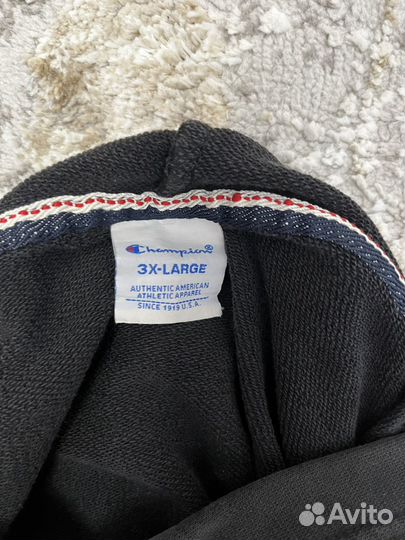 Champion®
3X-LARGE
AUTHENTIC AMERICAN
ATHLETIC APPAREL
SINCE 1919 U.S.A.
Avito